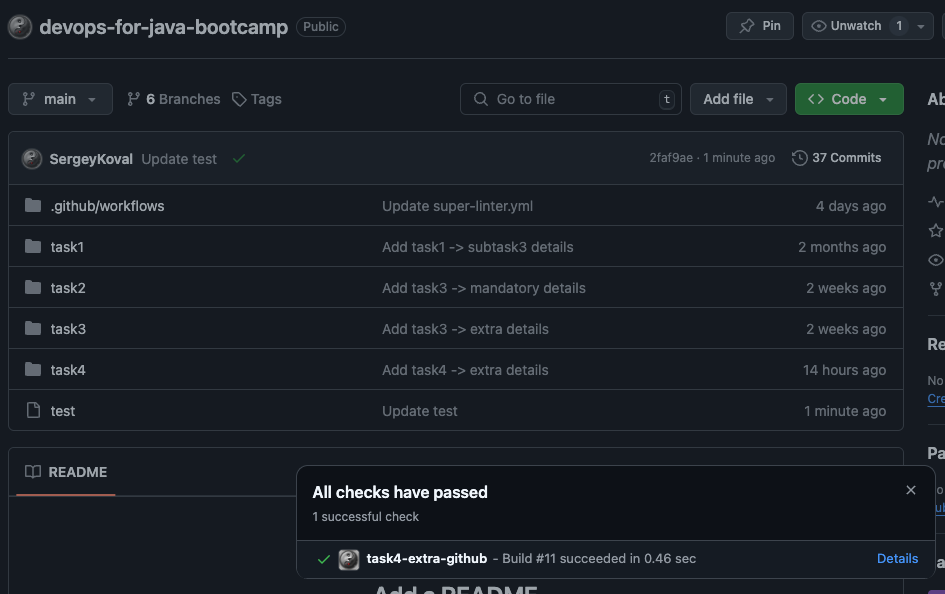 devops-for-java-bootcamp Public Pin Unwatch 1
main 6 Branches Tags Go to file t Add file Code Ab
SergeyKoval Update test 2faf9ae · 1 minute ago 37 Commits
.github/workflows Update super-linter.yml 4 days ago
task1 Add task1 -> subtask3 details 2 months ago
task2 Add task3 -> mandatory details 2 weeks ago
task3 Add task3 -> extra details 2 weeks ago
task4 Add task4 -> extra details 14 hours ago
test Update test 1 minute ago
Re
No
Cre
Pa
README
All checks have passed
1 successful check
task4-extra-github - Build #11 succeeded in 0.46 sec Details
Add a README